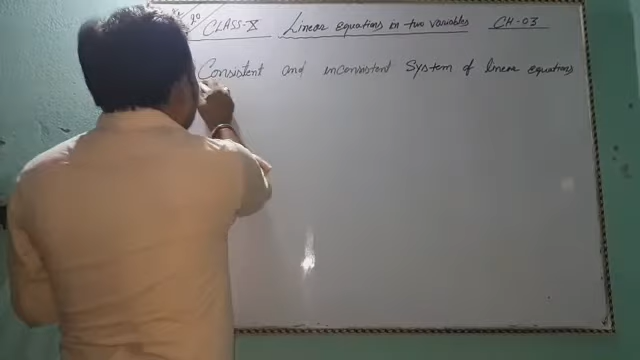 CLASS-X Linear Equations in two variables CH-03
Consistent and inconsistent System of linear equations